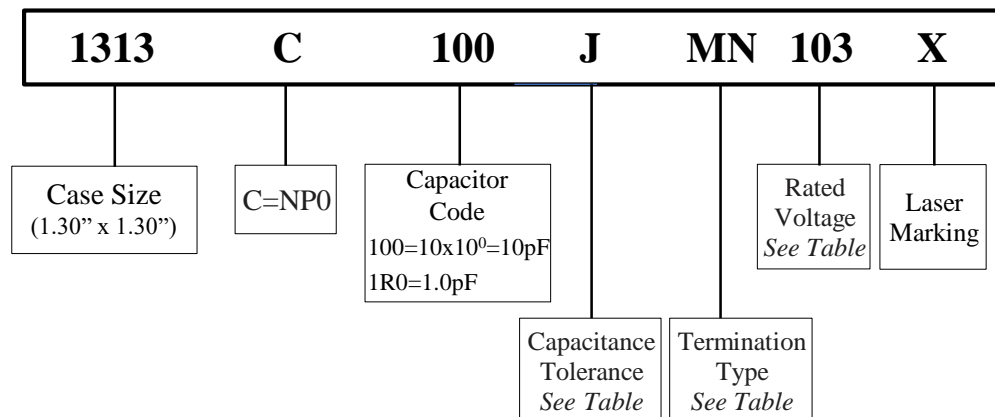 1313 C 100 J MN 103 X
Case Size
(1.30” x 1.30”)
C=NP0
Capacitor
Code
100=10x10⁰=10pF
1R0=1.0pF
Capacitance
Tolerance
See Table
Termination
Type
See Table
Rated
Voltage
See Table
Laser
Marking